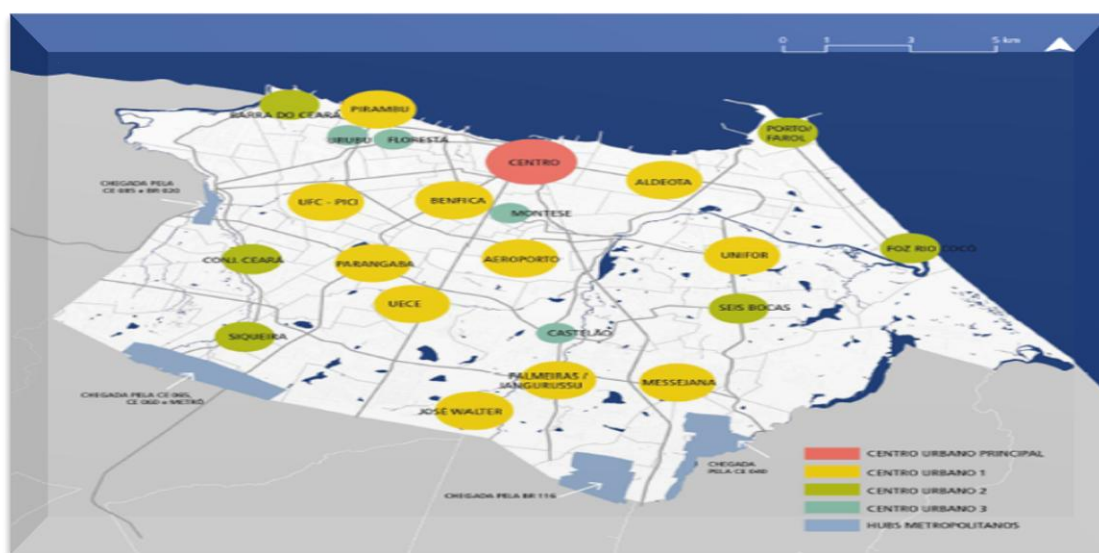 0 1 3 5 km
BARRA DO CEARÁ
PIRAMBU
URUBU
FLORESTA
PORTO/
FAROL
CENTRO
CHEGADA PELA
CE 085 e BR 020
ALDEOTA
UFC - PICI
BENFICA
MONTESE
CONJ. CEARÁ
PARANGABA
AEROPORTO
UNIFOR
FOZ RIO COCÓ
UECE
SEIS BOCAS
SIQUEIRA
CASTELÃO
PALMEIRAS /
JANGURUSSU
MESSEJANA
CHEGADA PELA CE 065,
CE 060 e METRÔ
JOSÉ WALTER
CHEGADA
PELA CE 040
CHEGADA PELA BR 116
CENTRO URBANO PRINCIPAL
CENTRO URBANO 1
CENTRO URBANO 2
CENTRO URBANO 3
HUBS METROPOLITANOS